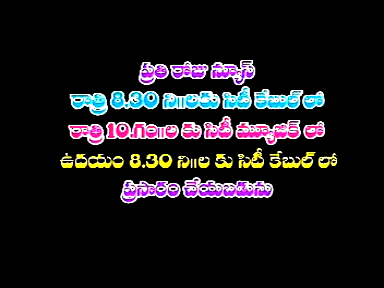 ప్రతి రోజు న్యూస్
రాత్రి 8.30 ని॥లకు సిటీ కేబుల్ లో
రాత్రి 10.గం॥ల కు సిటీ మ్యూజిక్ లో
ఉదయం 8.30 ని॥ల కు సిటీ కేబుల్ లో
ప్రసారం చేయబడును